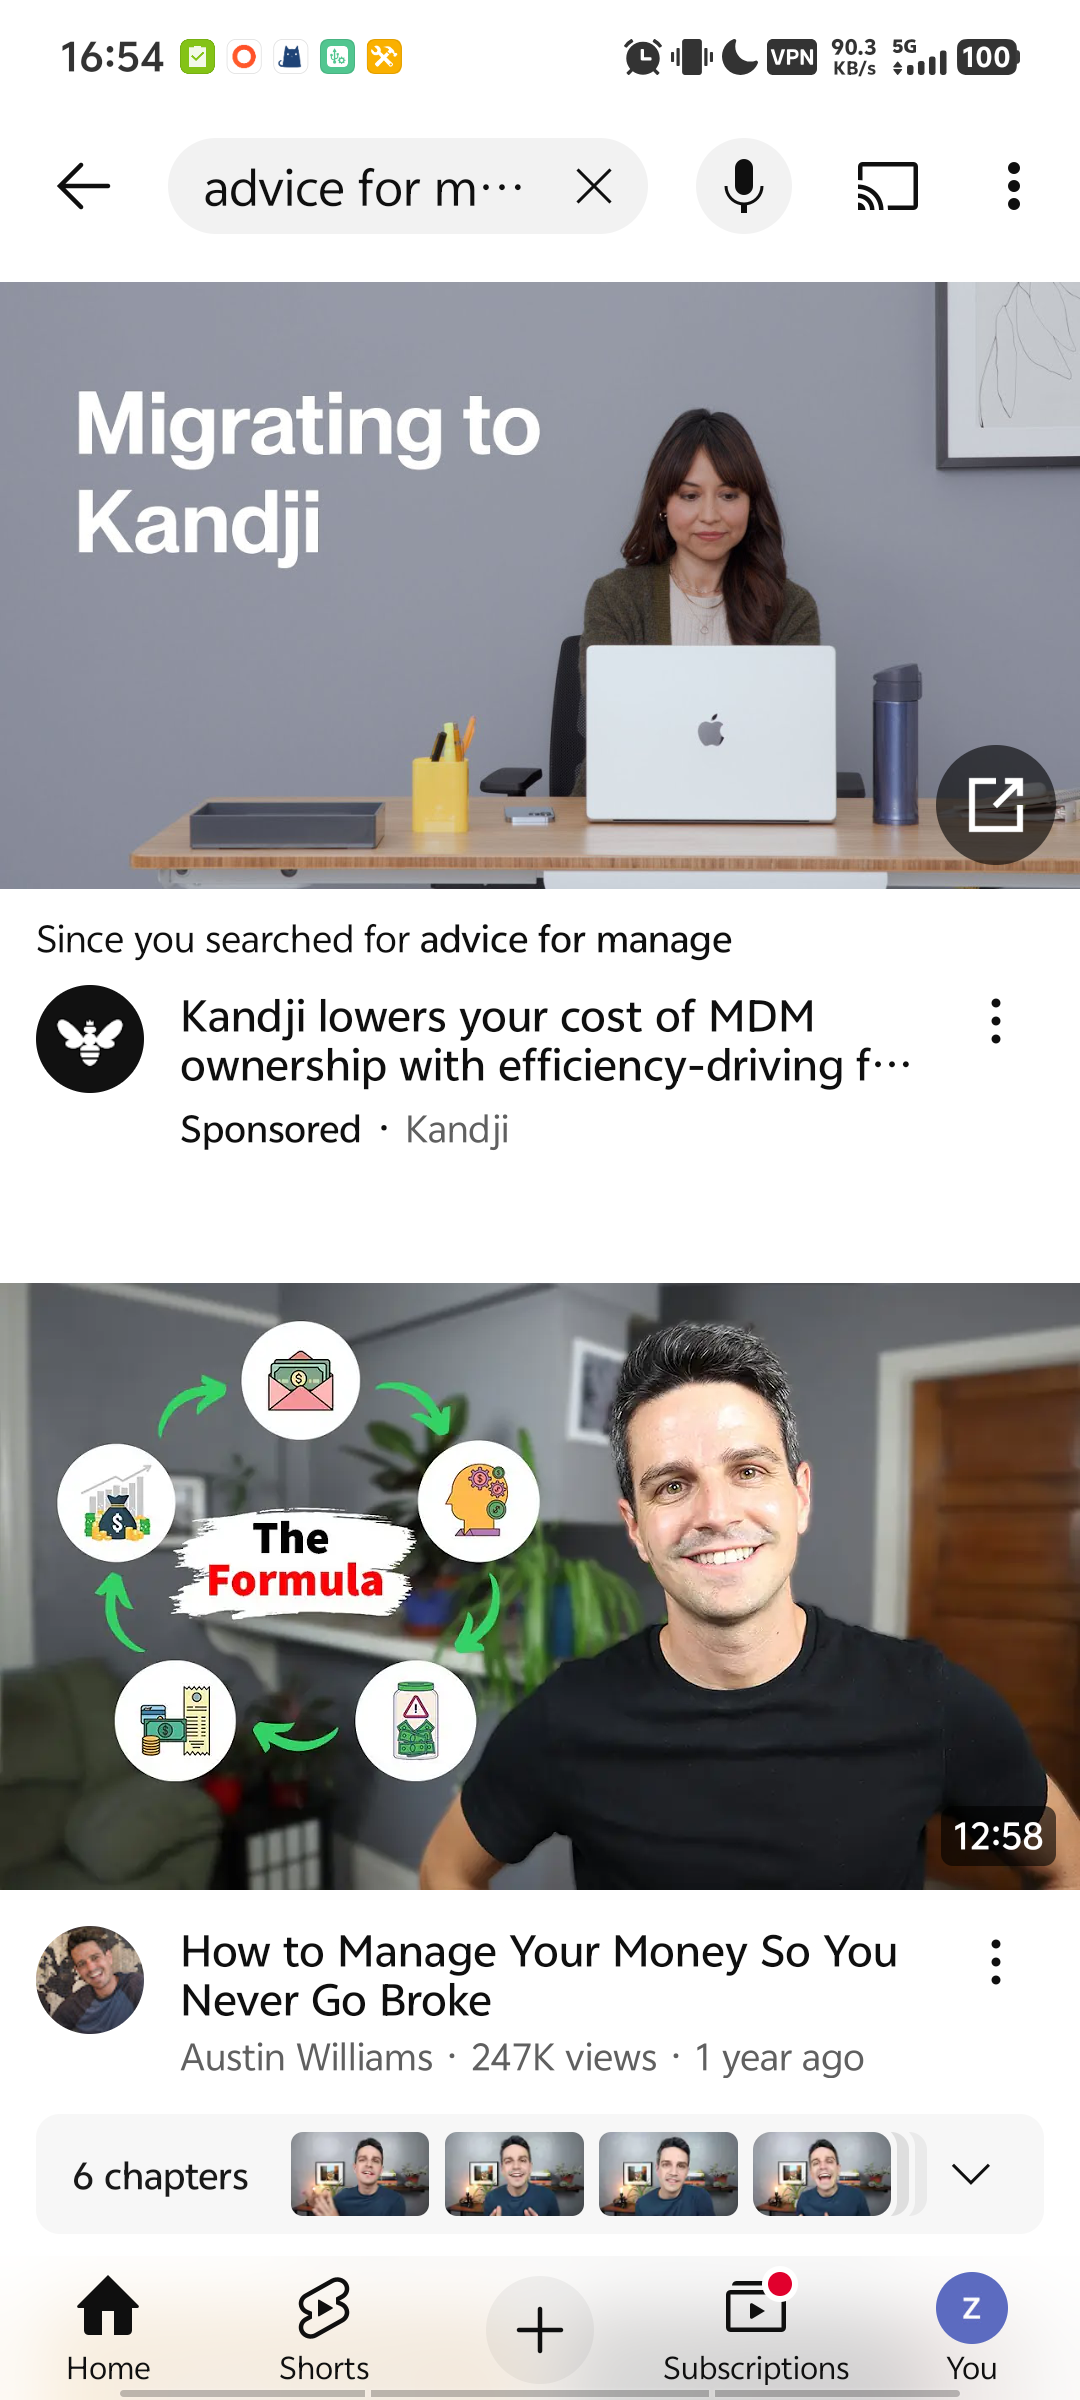 16:54
VPN
90.3
KB/s
5G
100
advice for m···
Migrating to
Kandji
Since you searched for advice for manage
Kandji lowers your cost of MDM
ownership with efficiency-driving f···
Sponsored · Kandji
The
Formula
12:58
How to Manage Your Money So You
Never Go Broke
Austin Williams · 247K views · 1 year ago
6 chapters
Home
Shorts
Subscriptions
Z
You